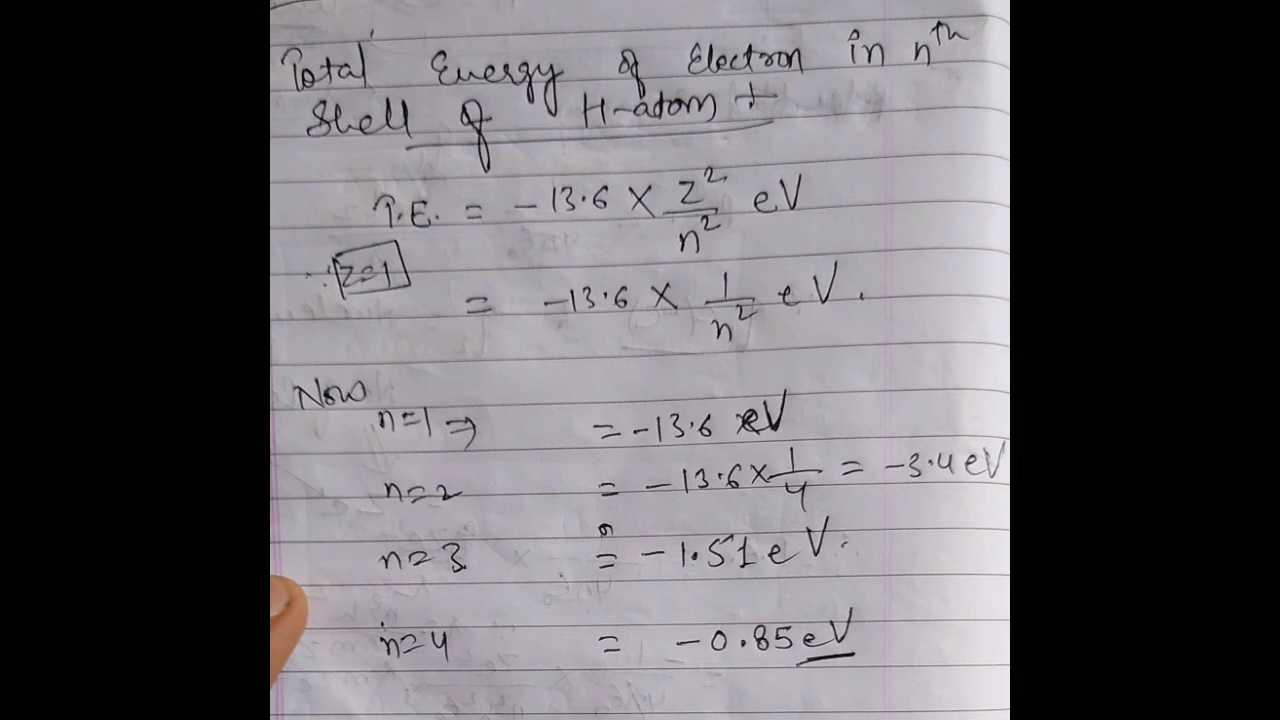 Total Energy of Electron in nth
Shell of H-atom
T.E. = -13.6 × Z²/n² eV
∴ Z=1
= -13.6 × 1/n² eV.
Now
n=1 ⇒ = -13.6 eV
n=2 = -13.6 × 1/4 = -3.4 eV
n=3 = -1.51 eV.
n=4 = -0.85 eV